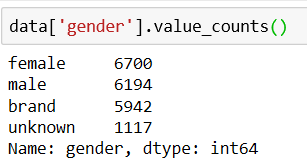 data['gender'].value_counts()
female     6700
male       6194
brand      5942
unknown    1117
Name: gender, dtype: int64